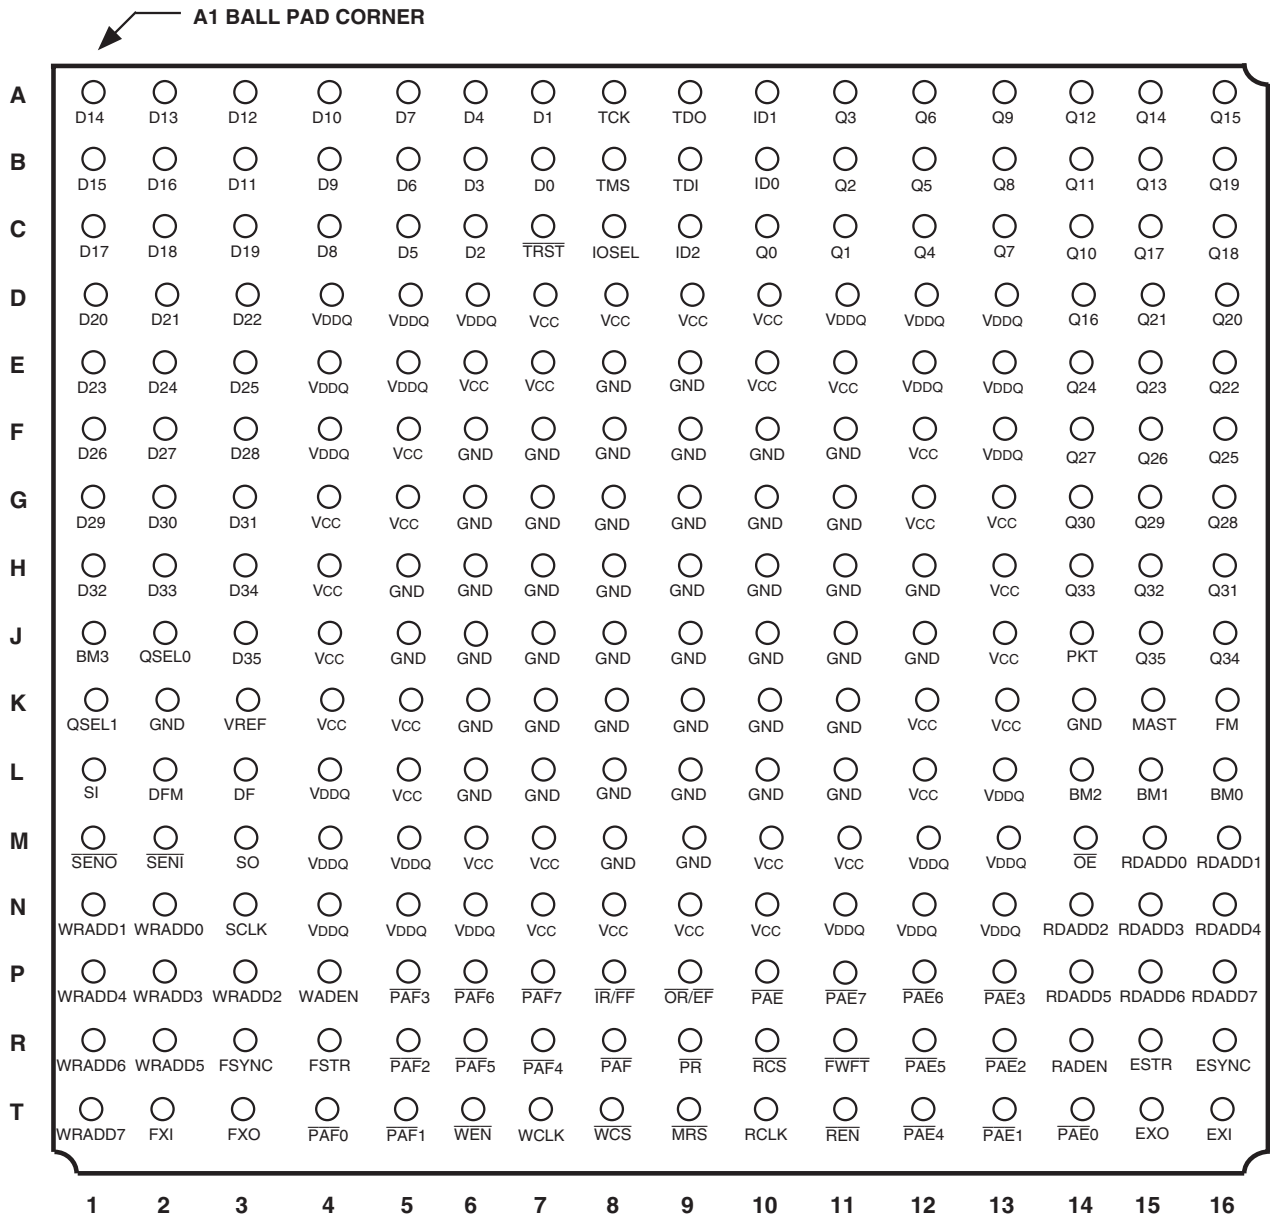 A1 BALL PAD CORNER
A
D14 D13 D12 D10 D7 D4 D1 TCK TDO ID1 Q3 Q6 Q9 Q12 Q14 Q15
B
D15 D16 D11 D9 D6 D3 D0 TMS TDI ID0 Q2 Q5 Q8 Q11 Q13 Q19
C
D17 D18 D19 D8 D5 D2 TRST IOSEL ID2 Q0 Q1 Q4 Q7 Q10 Q17 Q18
D
D20 D21 D22 VDDQ VDDQ VDDQ VCC VCC VCC VCC VDDQ VDDQ VDDQ Q16 Q21 Q20
E
D23 D24 D25 VDDQ VDDQ VCC VCC GND GND VCC VCC VDDQ VDDQ Q24 Q23 Q22
F
D26 D27 D28 VDDQ VCC GND GND GND GND GND GND VCC VDDQ Q27 Q26 Q25
G
D29 D30 D31 VCC VCC GND GND GND GND GND GND VCC VCC Q30 Q29 Q28
H
D32 D33 D34 VCC GND GND GND GND GND GND GND GND VCC Q33 Q32 Q31
J
BM3 QSEL0 D35 VCC GND GND GND GND GND GND GND GND VCC PKT Q35 Q34
K
QSEL1 GND VREF VCC VCC GND GND GND GND GND GND VCC VCC GND MAST FM
L
SI DFM DF VDDQ VCC GND GND GND GND GND GND VCC VDDQ BM2 BM1 BM0
M
SENO SENI SO VDDQ VDDQ VCC VCC GND GND VCC VCC VDDQ VDDQ OE RDADD0 RDADD1
N
WRADD1 WRADD0 SCLK VDDQ VDDQ VDDQ VCC VCC VCC VCC VDDQ VDDQ VDDQ RDADD2 RDADD3 RDADD4
P
WRADD4 WRADD3 WRADD2 WADEN PAF3 PAF6 PAF7 IR/FF OR/EF PAE PAE7 PAE6 PAE3 RDADD5 RDADD6 RDADD7
R
WRADD6 WRADD5 FSYNC FSTR PAF2 PAF5 PAF4 PAF PR RCS FWFT PAE5 PAE2 RADEN ESTR ESYNC
T
WRADD7 FXI FXO PAF0 PAF1 WEN WCLK WCS MRS RCLK REN PAE4 PAE1 PAE0 EXO EXI
1 2 3 4 5 6 7 8 9 10 11 12 13 14 15 16